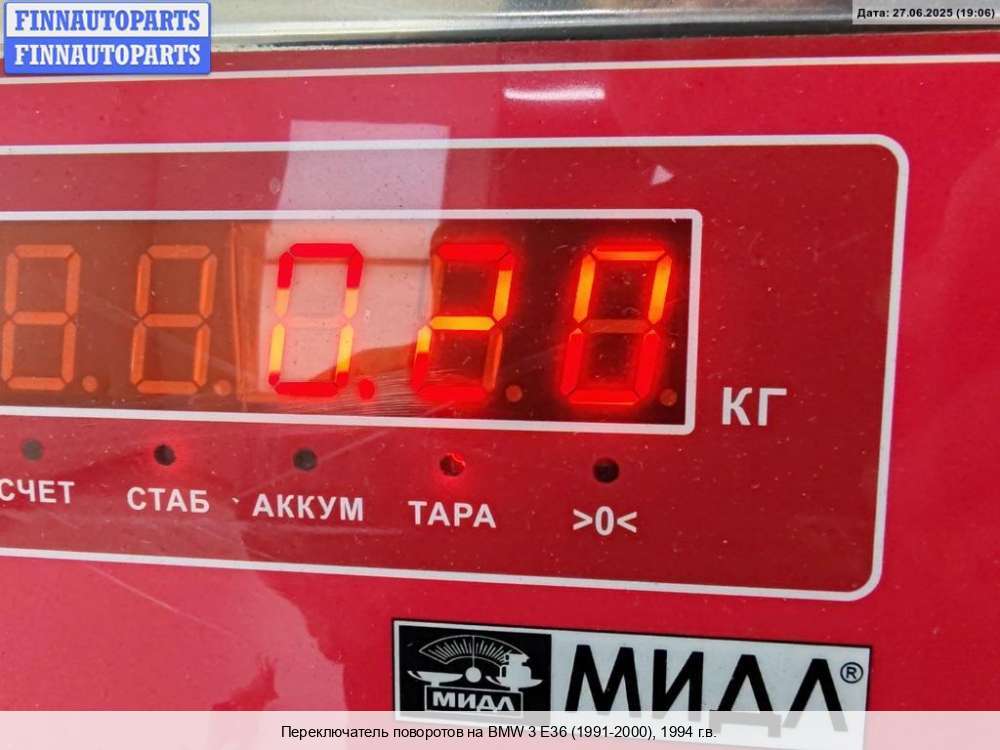 FINNAUTOPARTS
FINNAUTOPARTS
Дата: 27.06.2025 (19:06)
0.20
КГ
СЧЕТ СТАБ АККУМ ТАРА >0<
МИДЛ МИДЛ®
Переключатель поворотов на BMW 3 E36 (1991-2000), 1994 г.в.